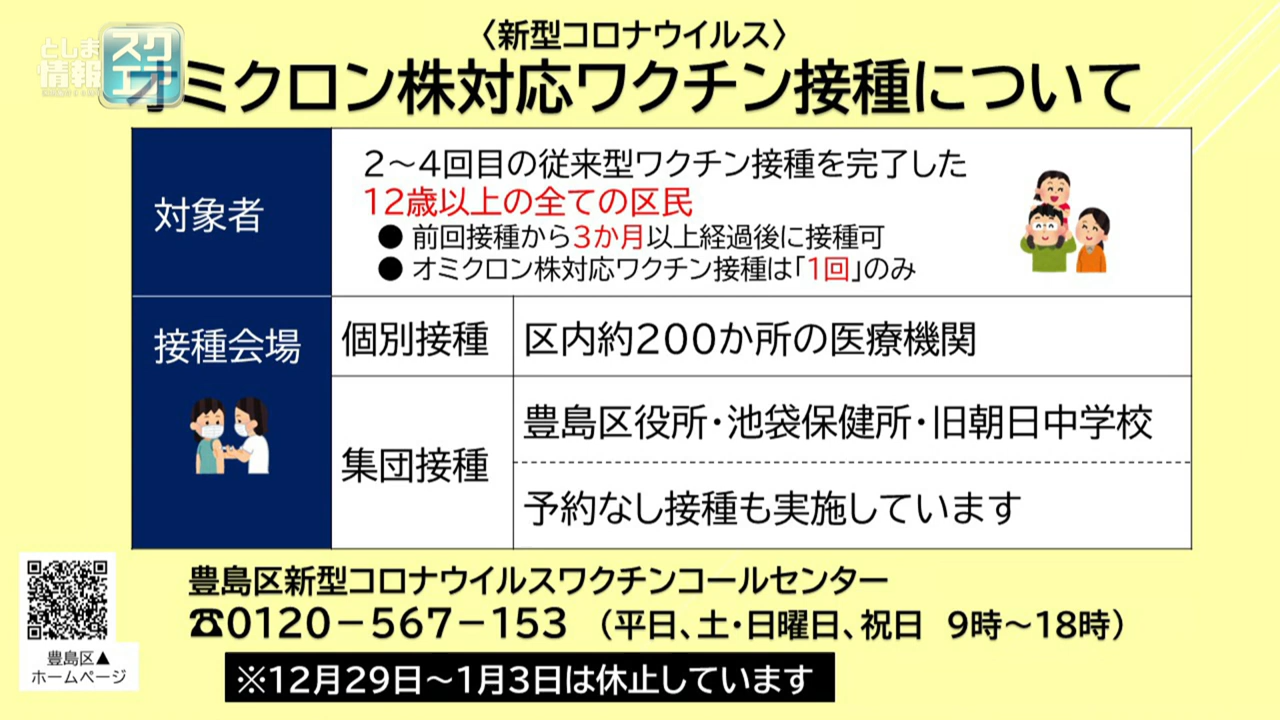 としま
情報
スク
エア
〈新型コロナウイルス〉
オミクロン株対応ワクチン接種について
対象者
2～4回目の従来型ワクチン接種を完了した
12歳以上の全ての区民
● 前回接種から3か月以上経過後に接種可
● オミクロン株対応ワクチン接種は「1回」のみ
接種会場
個別接種
区内約200か所の医療機関
集団接種
豊島区役所・池袋保健所・旧朝日中学校
予約なし接種も実施しています
豊島区▲
ホームページ
豊島区新型コロナウイルスワクチンコールセンター
☎0120－567－153 （平日、土・日曜日、祝日 9時～18時）
※12月29日～1月3日は休止しています